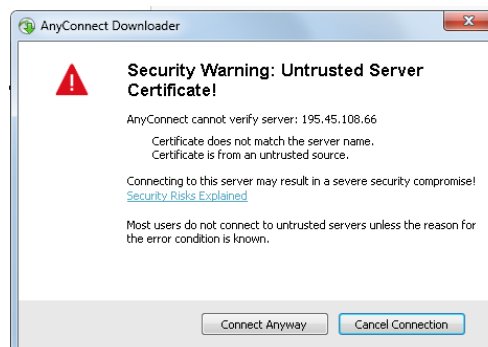 AnyConnect Downloader
Security Warning: Untrusted Server
Certificate!
AnyConnect cannot verify server: 195.45.108.66
Certificate does not match the server name.
Certificate is from an untrusted source.
Connecting to this server may result in a severe security compromise!
Security Risks Explained
Most users do not connect to untrusted servers unless the reason for
the error condition is known.
Connect Anyway
Cancel Connection